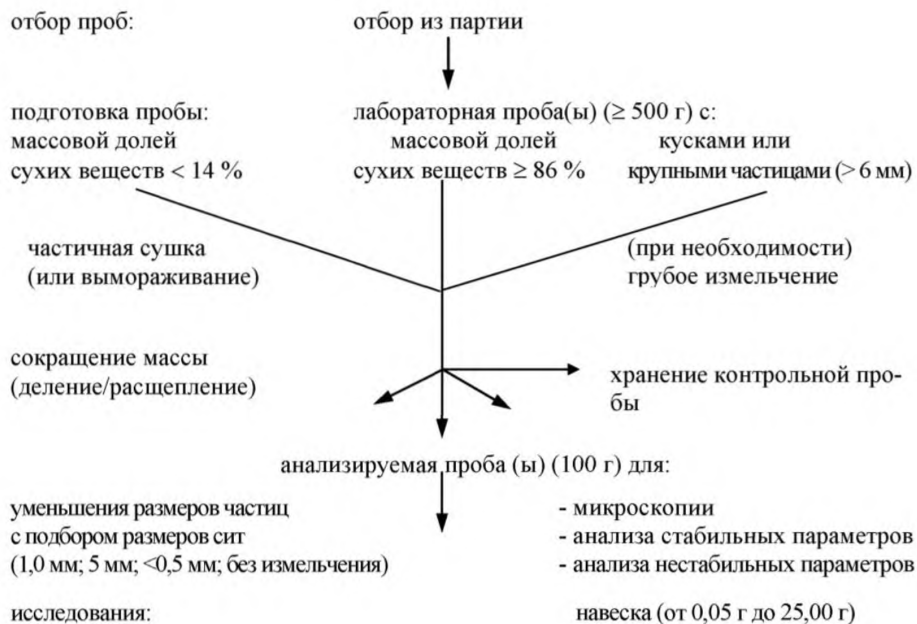 отбор проб: отбор из партии
подготовка пробы: лабораторная проба(ы) (≥ 500 г) с:
массовой долей массовой долей кусками или
сухих веществ < 14 % сухих веществ ≥ 86 % крупными частицами (> 6 мм)
частичная сушка (при необходимости)
(или вымораживание) грубое измельчение
сокращение массы
(деление/расщепление) хранение контрольной про-
бы
анализируемая проба (ы) (100 г) для:
уменьшения размеров частиц - микроскопии
с подбором размеров сит - анализа стабильных параметров
(1,0 мм; 5 мм; <0,5 мм; без измельчения) - анализа нестабильных параметров
исследования: навеска (от 0,05 г до 25,00 г)